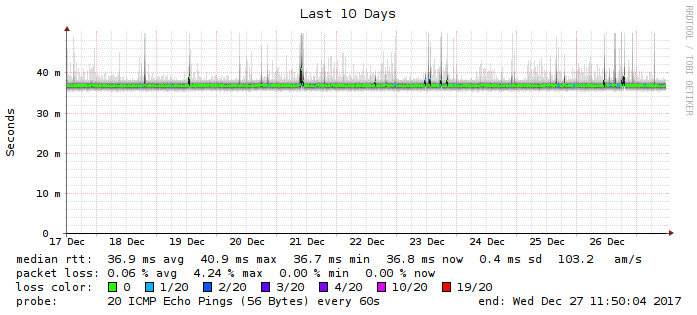 Last 10 Days
RRDTOOL / TOBI OETIKER
Seconds
40 m
30 m
20 m
10 m
0
17 Dec 18 Dec 19 Dec 20 Dec 21 Dec 22 Dec 23 Dec 24 Dec 25 Dec 26 Dec
median rtt: 36.9 ms avg 40.9 ms max 36.7 ms min 36.8 ms now 0.4 ms sd 103.2 am/s
packet loss: 0.06 % avg 4.24 % max 0.00 % min 0.00 % now
loss color: 0 1/20 2/20 3/20 4/20 10/20 19/20
probe: 20 ICMP Echo Pings (56 Bytes) every 60s end: Wed Dec 27 11:50:04 2017